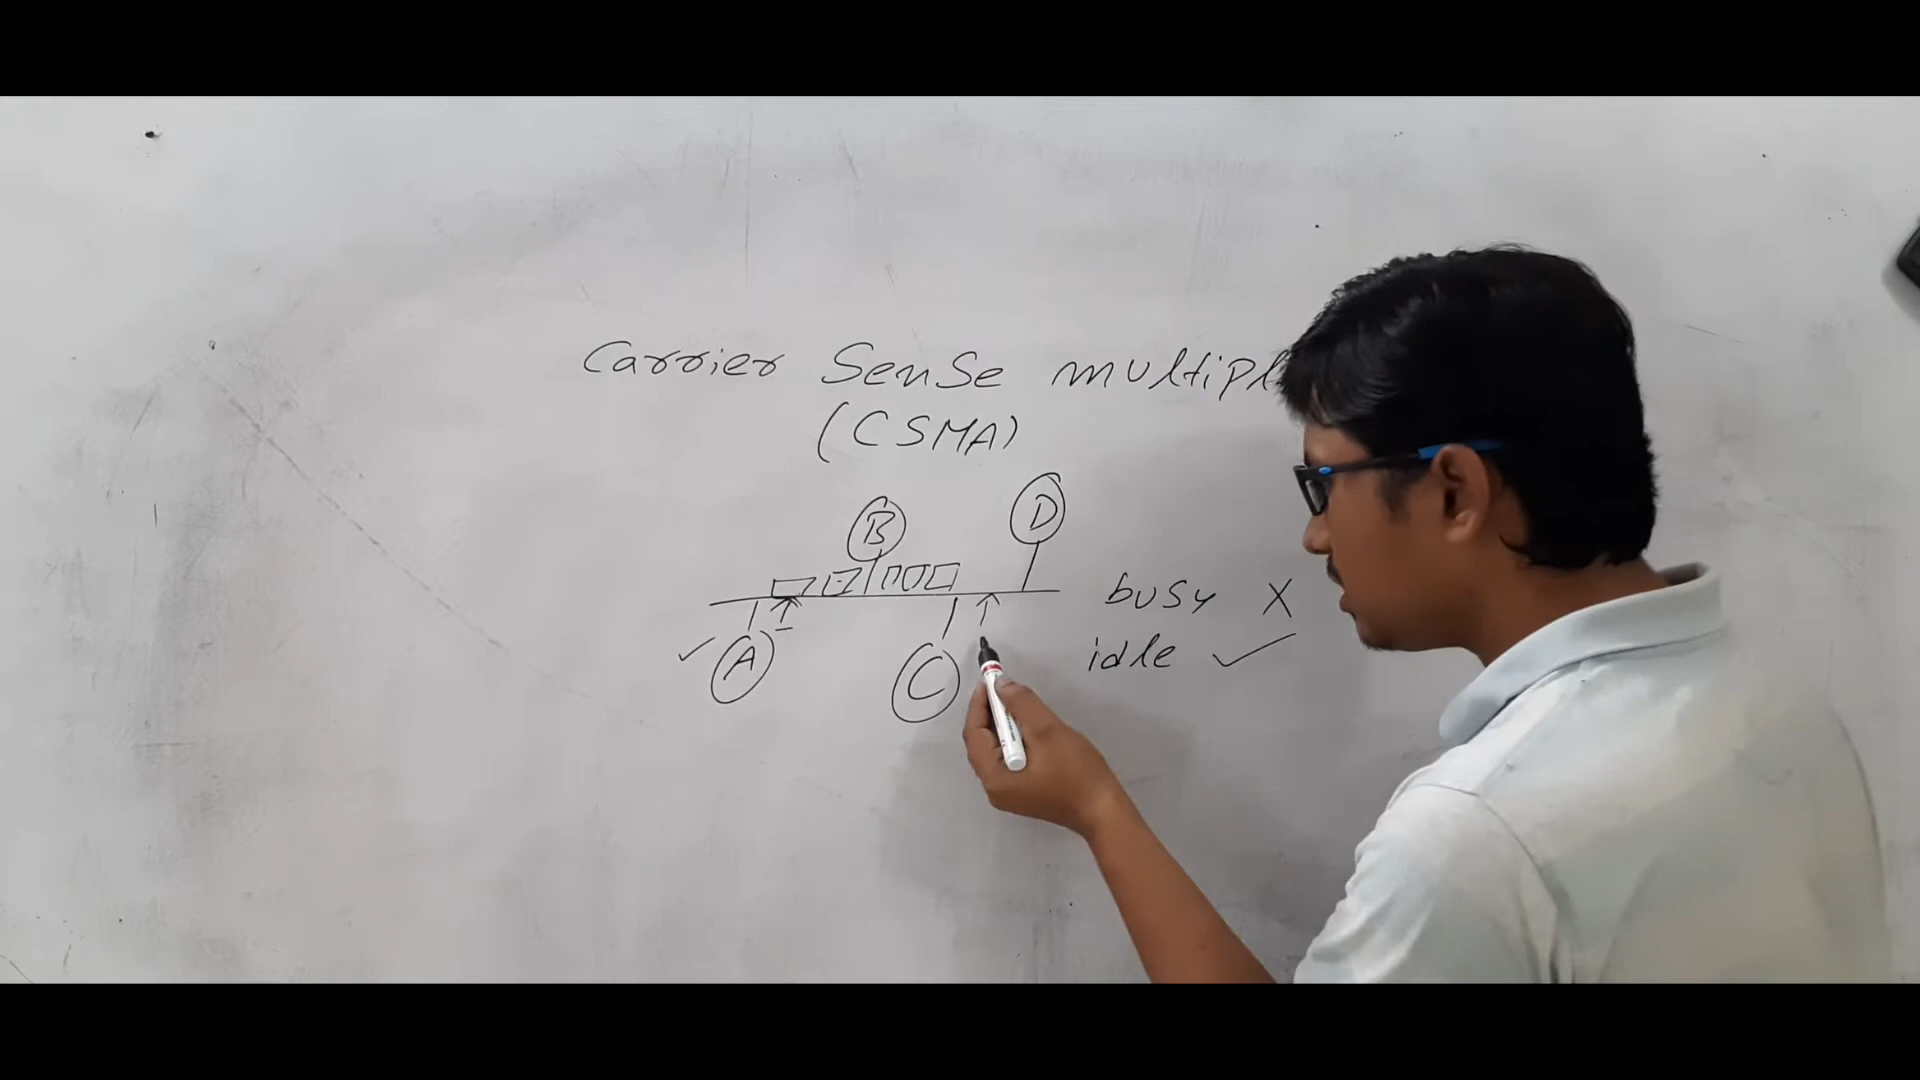 Carrier Sense multipl
(CSMA)
B
D
busy X
A
C
idle ✓